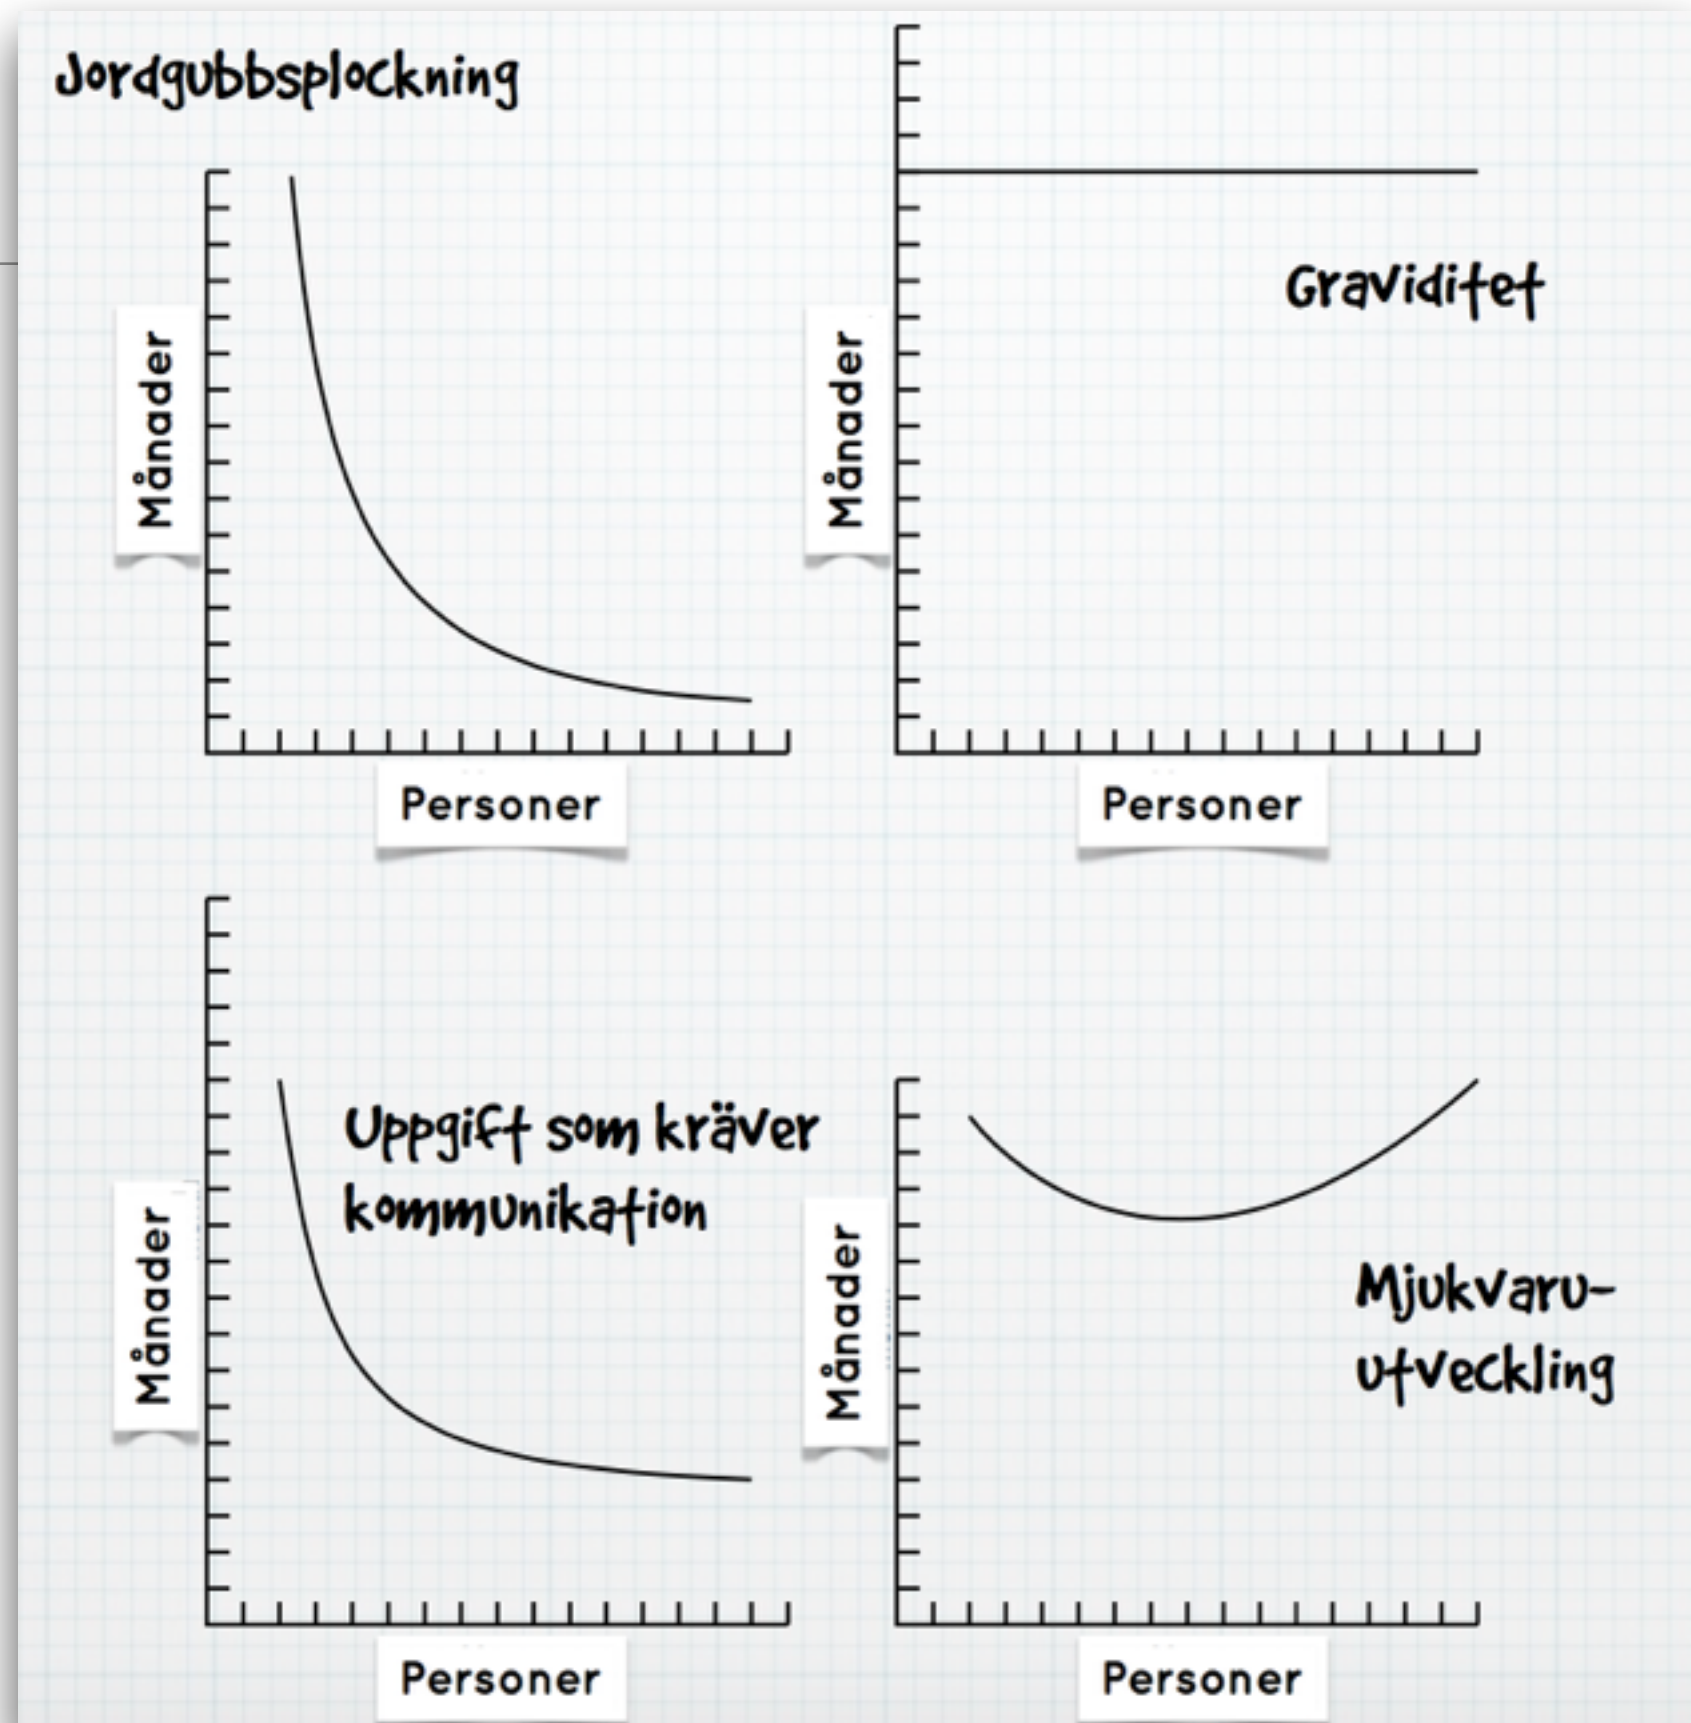 Jordgubbsplockning
Månader
Personer
Graviditet
Månader
Personer
Uppgift som kräver
kommunikation
Månader
Personer
Mjukvaru-
utveckling
Månader
Personer